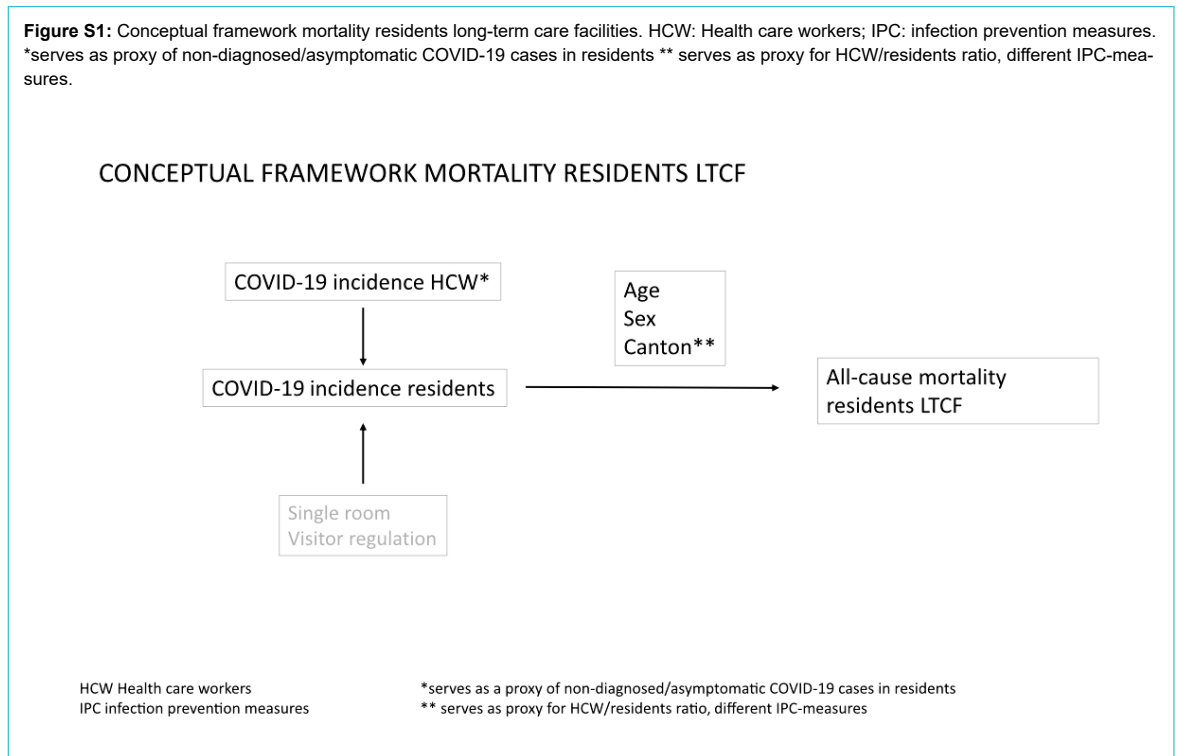 Figure S1: Conceptual framework mortality residents long-term care facilities. HCW: Health care workers; IPC: infection prevention measures.
*serves as proxy of non-diagnosed/asymptomatic COVID-19 cases in residents ** serves as proxy for HCW/residents ratio, different IPC-mea-
sures.
CONCEPTUAL FRAMEWORK MORTALITY RESIDENTS LTCF
COVID-19 incidence HCW*
Age
Sex
Canton**
COVID-19 incidence residents
All-cause mortality
residents LTCF
Single room
Visitor regulation
HCW Health care workers
IPC infection prevention measures
*serves as a proxy of non-diagnosed/asymptomatic COVID-19 cases in residents
** serves as proxy for HCW/residents ratio, different IPC-measures